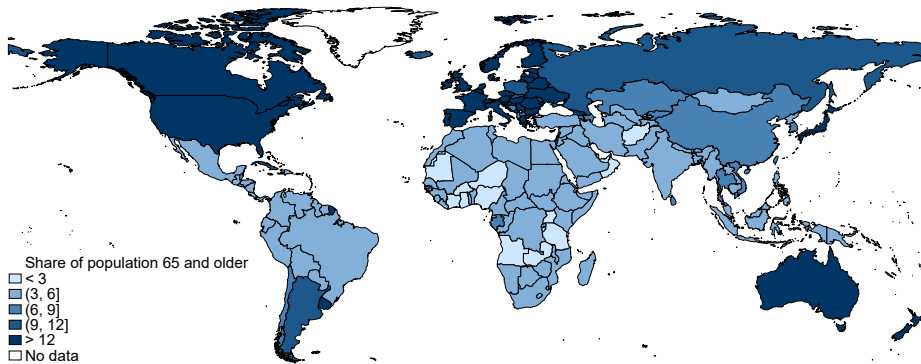 Share of population 65 and older
< 3
(3, 6]
(6, 9]
(9, 12]
> 12
No data